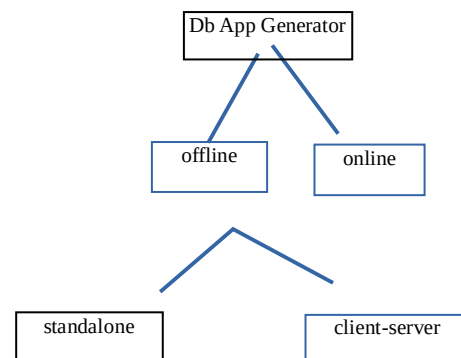 Db App Generator
offline
online
standalone
client-server